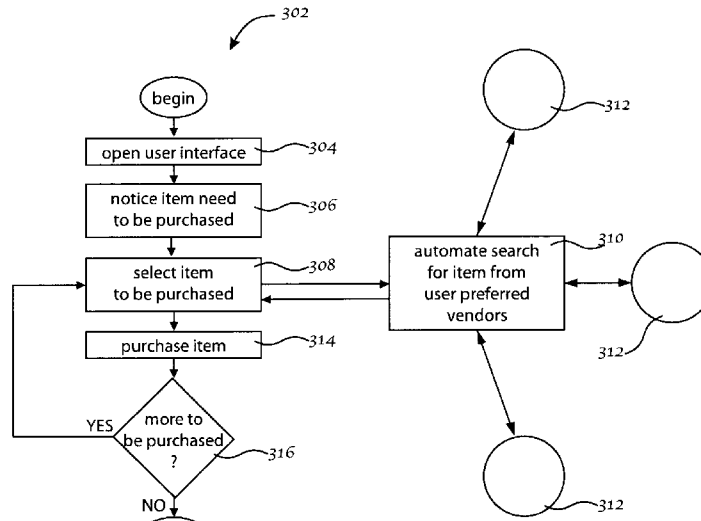 302
begin
312
open user interface
304
notice item need
to be purchased
306
310
automate search
for item from
user preferred
vendors
select item
to be purchased
308
312
purchase item
314
YES
more to
be purchased
?
316
NO
312